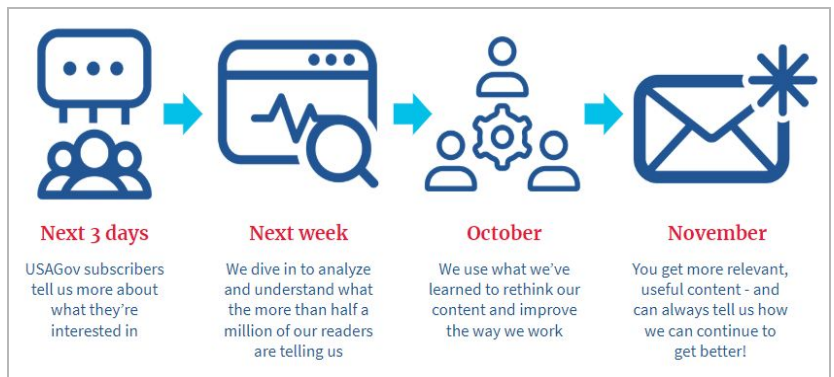 Next 3 days
USAGov subscribers
tell us more about
what they're
interested in
Next week
We dive in to analyze
and understand what
the more than half a
million of our readers
are telling us
October
We use what we've
learned to rethink our
content and improve
the way we work
November
You get more relevant,
useful content - and
can always tell us how
we can continue to
get better!